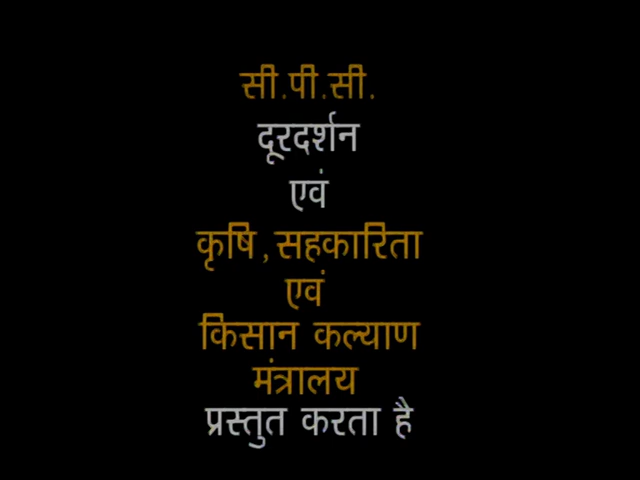 सी.पी.सी.
दूरदर्शन
एवं
कृषि,सहकारिता
एवं
किसान कल्याण
मंत्रालय
प्रस्तुत करता है